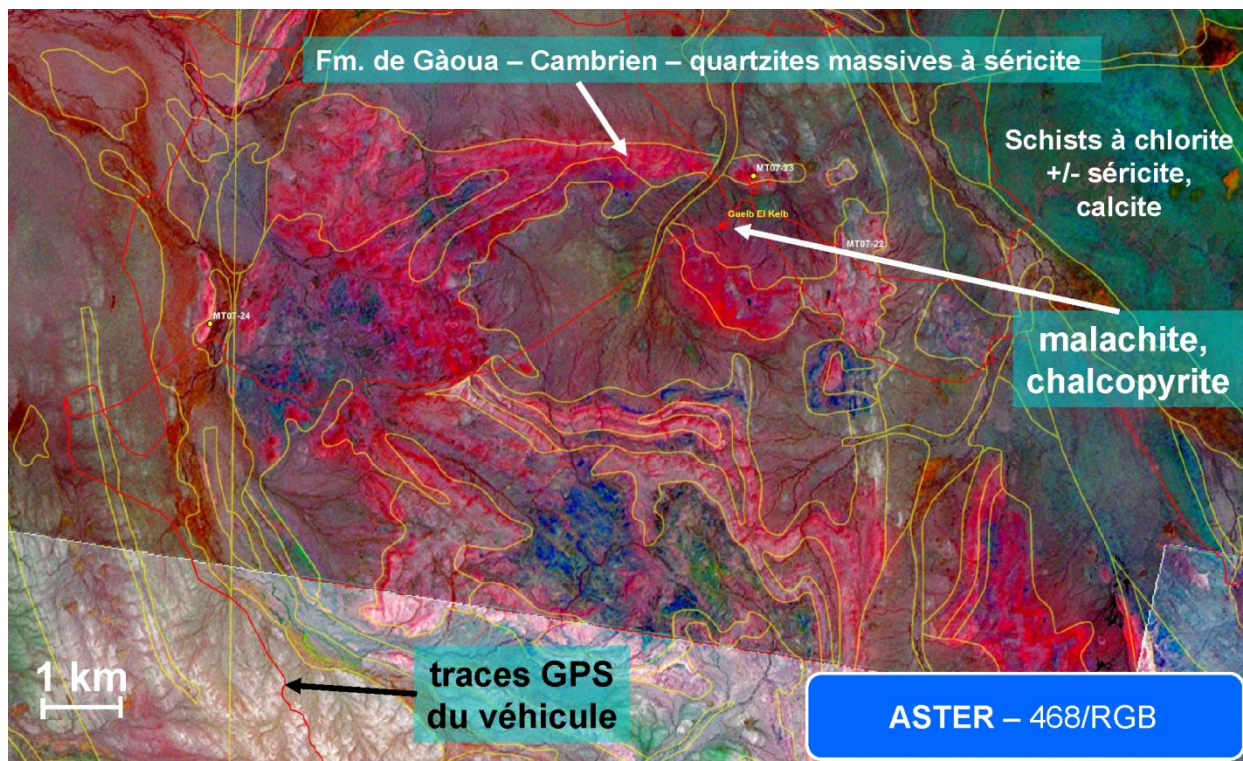 Fm. de Gàoua – Cambrien – quartzites massives à séricite
MT07-23
Schists à chlorite
+/- séricite,
calcite
Guelb El Kelb
MT07-22
MT07-24
malachite,
chalcopyrite
1 km
traces GPS
du véhicule
ASTER – 468/RGB